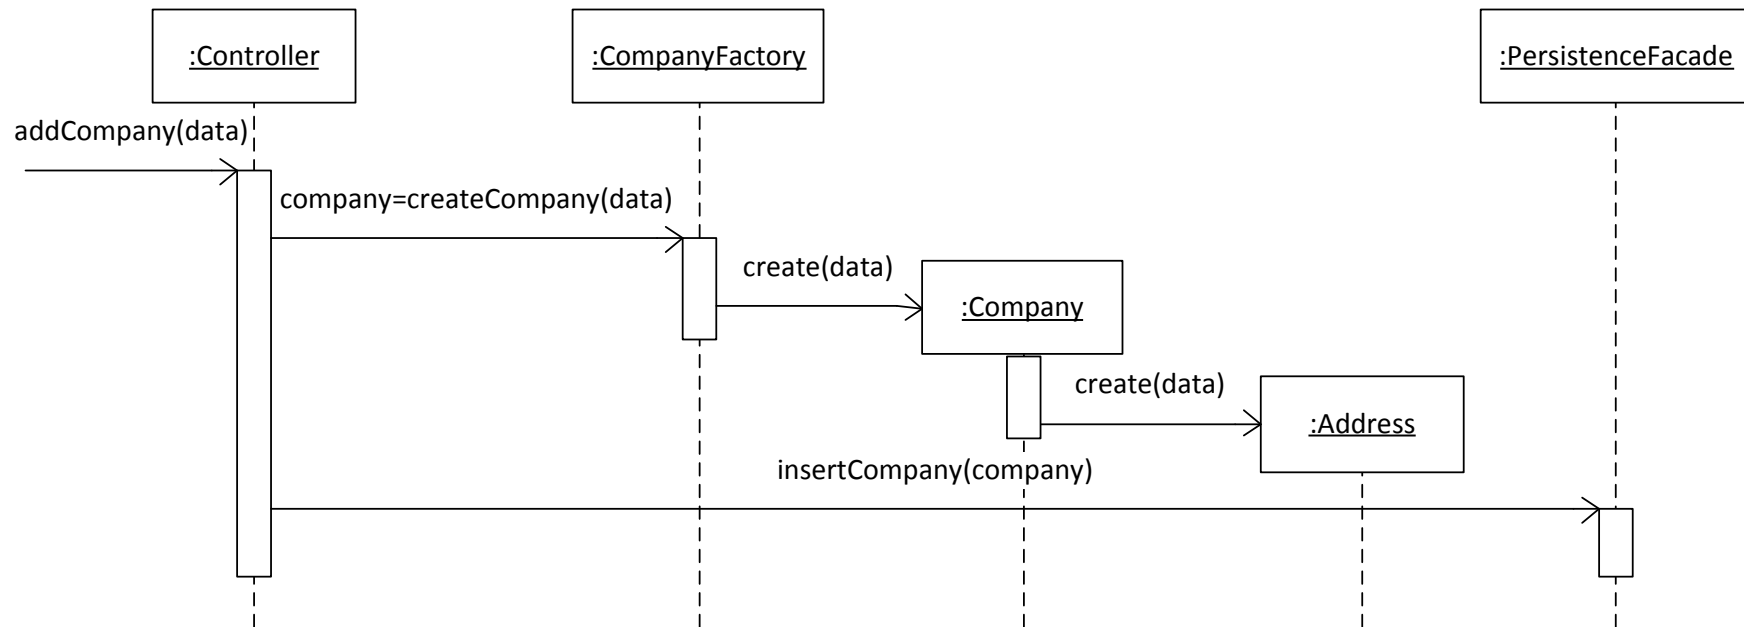 :Controller
:CompanyFactory
:PersistenceFacade
addCompany(data)
company=createCompany(data)
create(data)
:Company
create(data)
:Address
insertCompany(company)